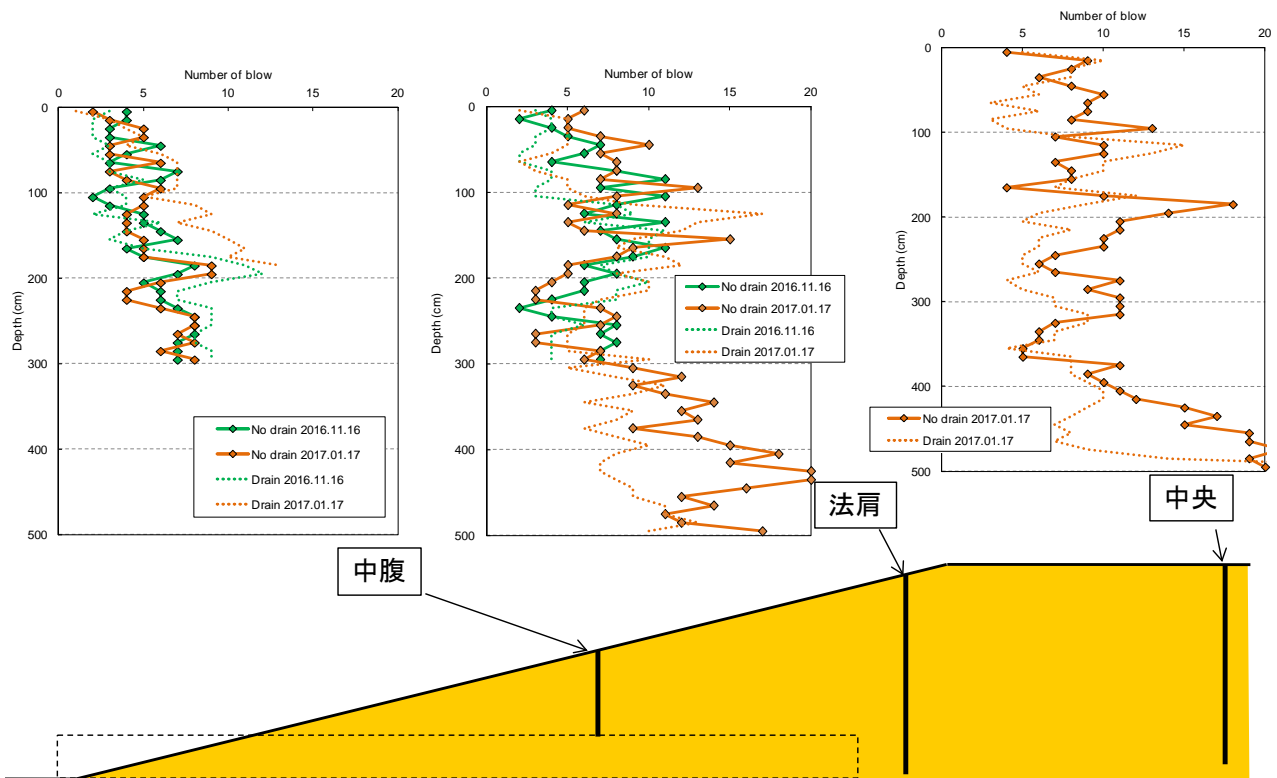 Number of blow
0
5
10
15
20
0
100
200
300
400
500
Depth (cm)
No drain 2016.11.16
No drain 2017.01.17
Drain 2016.11.16
Drain 2017.01.17
Number of blow
0
5
10
15
20
0
100
200
300
400
500
Depth (cm)
No drain 2016.11.16
No drain 2017.01.17
Drain 2016.11.16
Drain 2017.01.17
Number of blow
0
5
10
15
20
0
100
200
300
400
500
Depth (cm)
No drain 2017.01.17
Drain 2017.01.17
中腹
法肩
中央